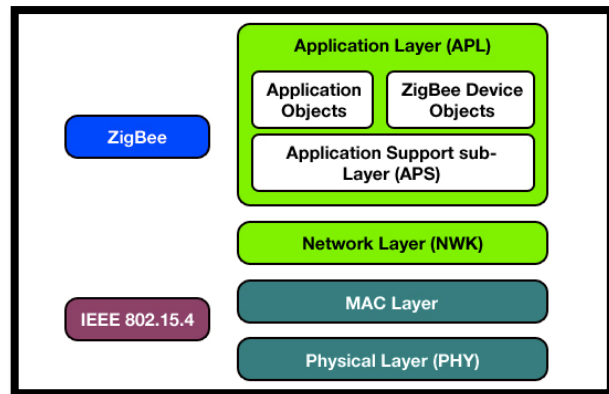 Application Layer (APL)
Application
Objects
ZigBee Device
Objects
ZigBee
Application Support sub-
Layer (APS)
Network Layer (NWK)
IEEE 802.15.4
MAC Layer
Physical Layer (PHY)